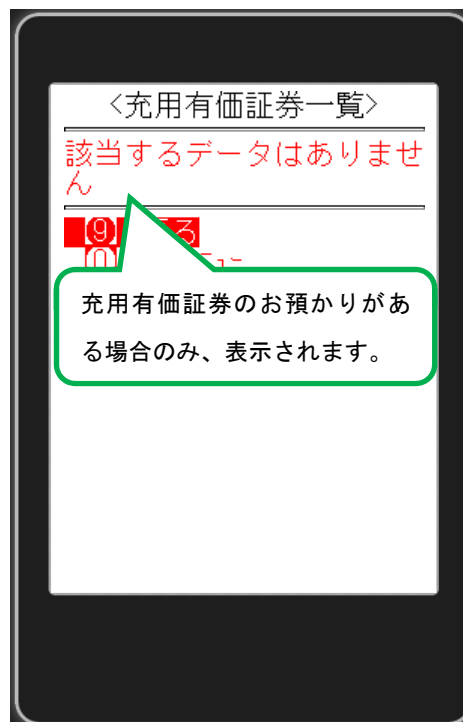 <充用有価証券一覧>
該当するデータはありませ
ん
(9)
(0)
充用有価証券のお預かりがあ
る場合のみ、表示されます。